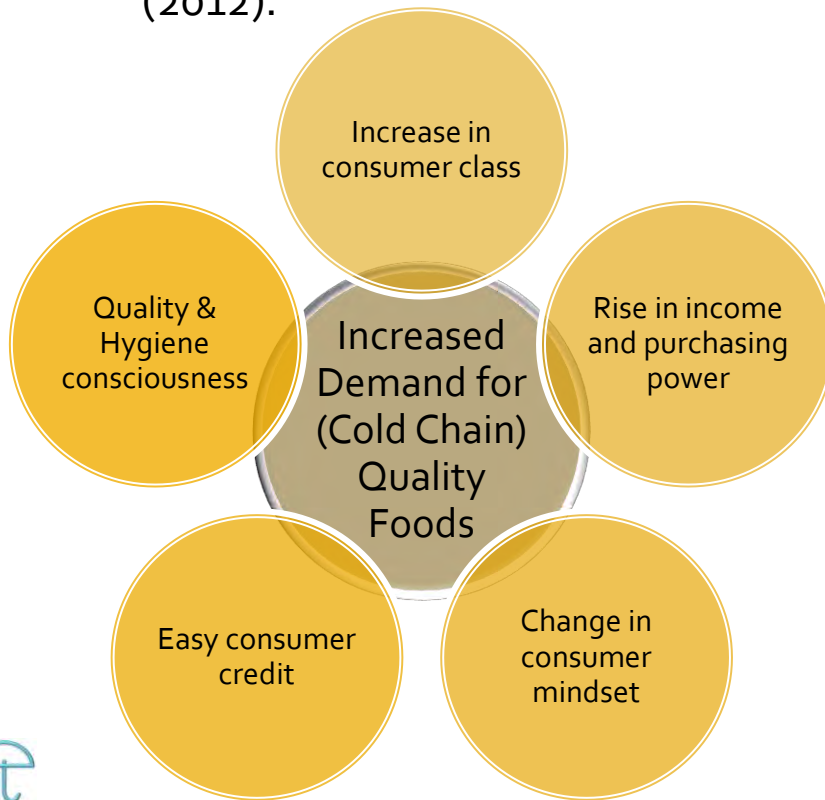 (2012).
Increase in
consumer class
Rise in income
and purchasing
power
Change in
consumer
mindset
Easy consumer
credit
Quality &
Hygiene
consciousness
Increased
Demand for
(Cold Chain)
Quality
Foods